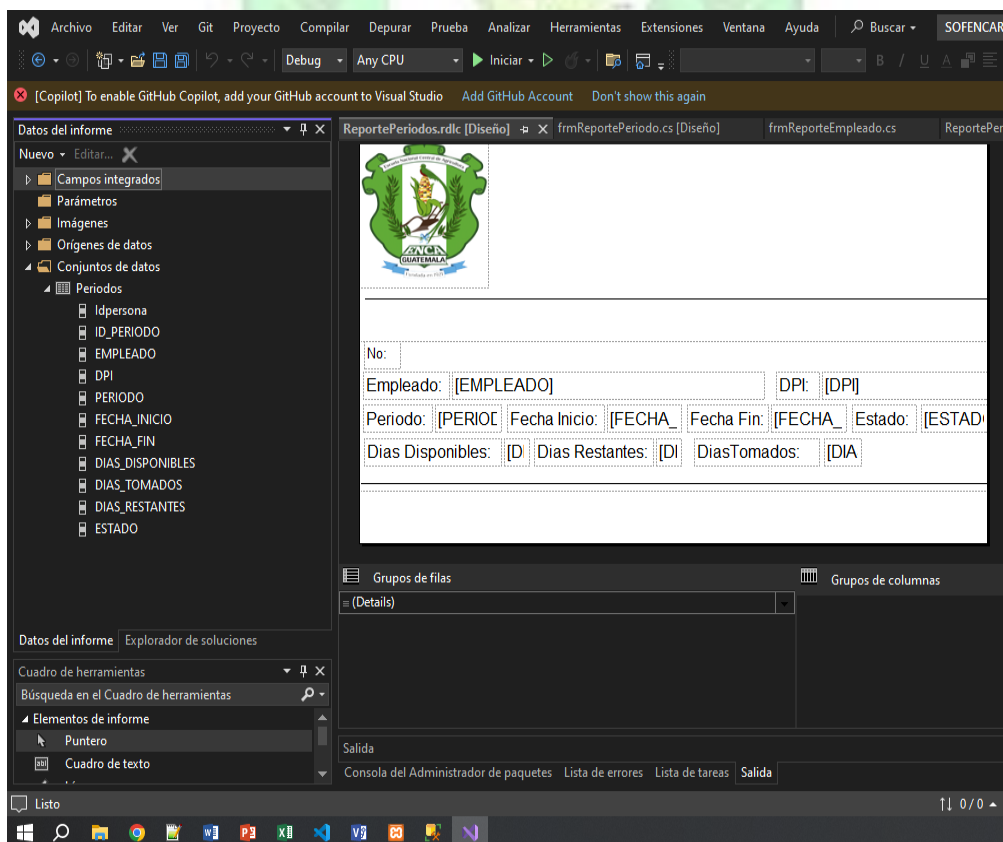 Archivo Editar Ver Git Proyecto Compilar Depurar Prueba Analizar Herramientas Extensiones Ventana Ayuda Buscar SOFENCAR
Debug Any CPU Iniciar B I U A
[Copilot] To enable GitHub Copilot, add your GitHub account to Visual Studio Add GitHub Account Don't show this again
Datos del informe
Nuevo Editar...
Campos integrados
Parámetros
Imágenes
Orígenes de datos
Conjuntos de datos
Periodos
Idpersona
ID_PERIODO
EMPLEADO
DPI
PERIODO
FECHA_INICIO
FECHA_FIN
DIAS_DISPONIBLES
DIAS_TOMADOS
DIAS_RESTANTES
ESTADO
Datos del informe Explorador de soluciones
Cuadro de herramientas
Búsqueda en el Cuadro de herramientas
Elementos de informe
Puntero
Cuadro de texto
ReportePeriodos.rdlc [Diseño] frmReportePeriodo.cs [Diseño] frmReporteEmpleado.cs ReportePer
Escuela Nacional Central de Agricultura
ENCA
GUATEMALA
No:
Empleado: [EMPLEADO] DPI: [DPI]
Periodo: [PERIOD Fecha Inicio: [FECHA_ Fecha Fin: [FECHA_ Estado: [ESTAD
Dias Disponibles: [D Dias Restantes: [DI DiasTomados: [DIA
Grupos de filas Grupos de columnas
(Details)
Salida
Consola del Administrador de paquetes Lista de errores Lista de tareas Salida
Listo 0 / 0